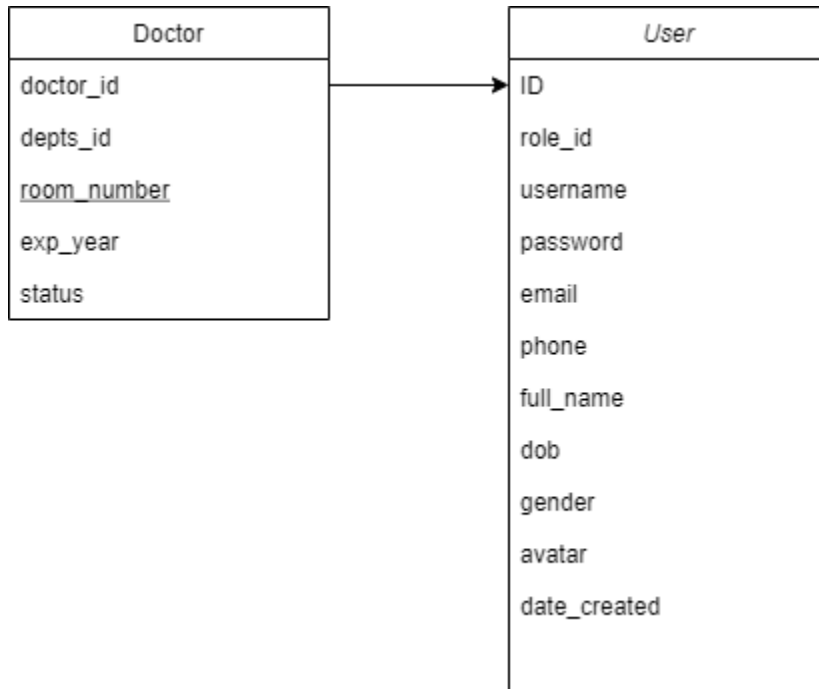 Doctor
doctor_id
depts_id
room_number
exp_year
status
User
ID
role_id
username
password
email
phone
full_name
dob
gender
avatar
date_created